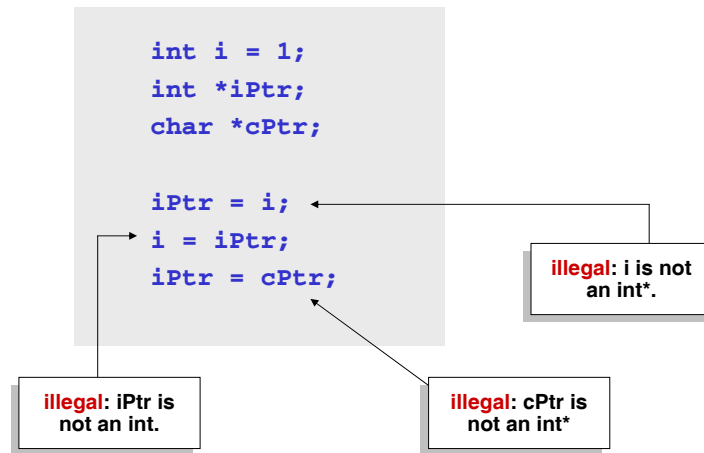 int i = 1;
int *iPtr;
char *cPtr;
iPtr = i;
i = iPtr;
iPtr = cPtr;
illegal: i is not
an int*.
illegal: iPtr is
not an int.
illegal: cPtr is
not an int*